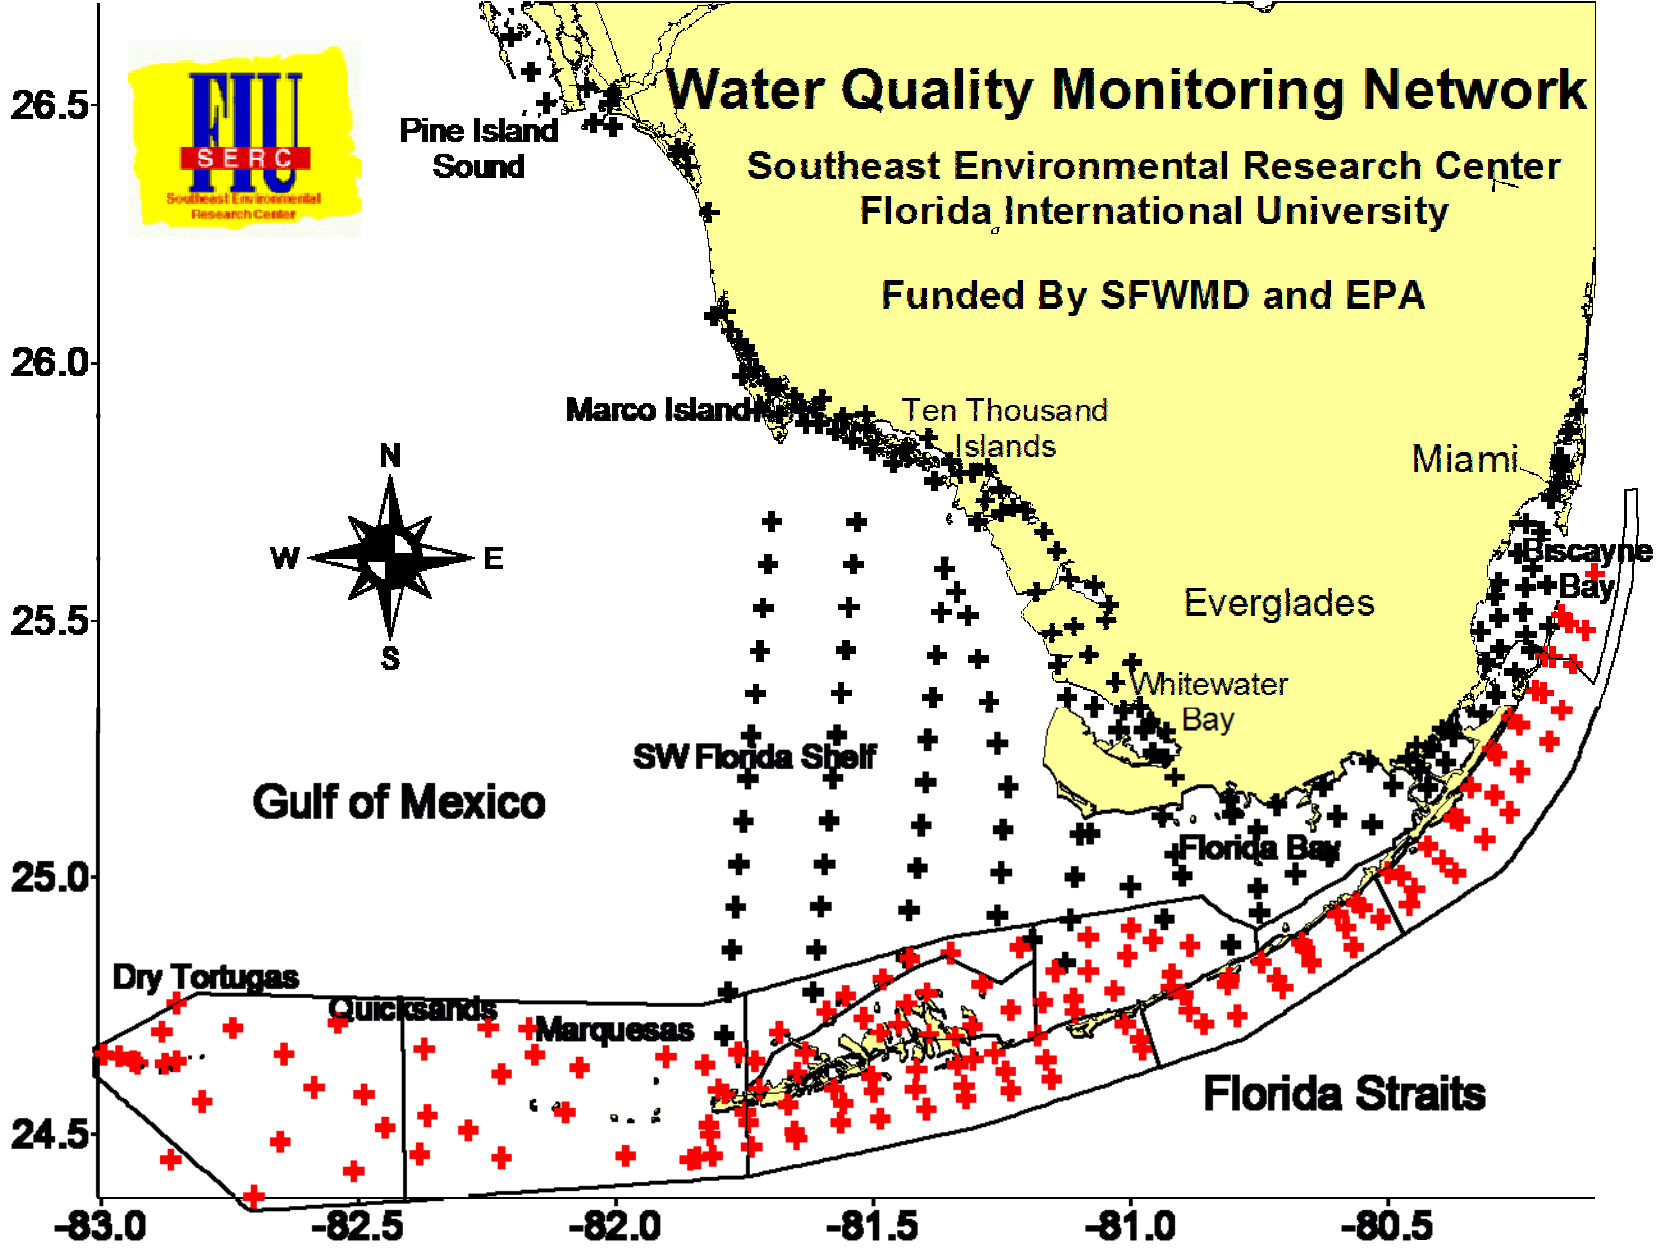 Water Quality Monitoring Network
Southeast Environmental Research Center
Florida International University
Funded By SFWMD and EPA
FIU
SERC
Southeast Environmental
Research Center
26.5
26.0
25.5
25.0
24.5
Pine Island
Sound
Marco Island
Ten Thousand
Islands
Miami
N
W
E
S
Biscayne
Bay
Everglades
Whitewater
Bay
SW Florida Shelf
Gulf of Mexico
Florida Bay
Dry Tortugas
Quicksands
Marquesas
Florida Straits
-83.0
-82.5
-82.0
-81.5
-81.0
-80.5